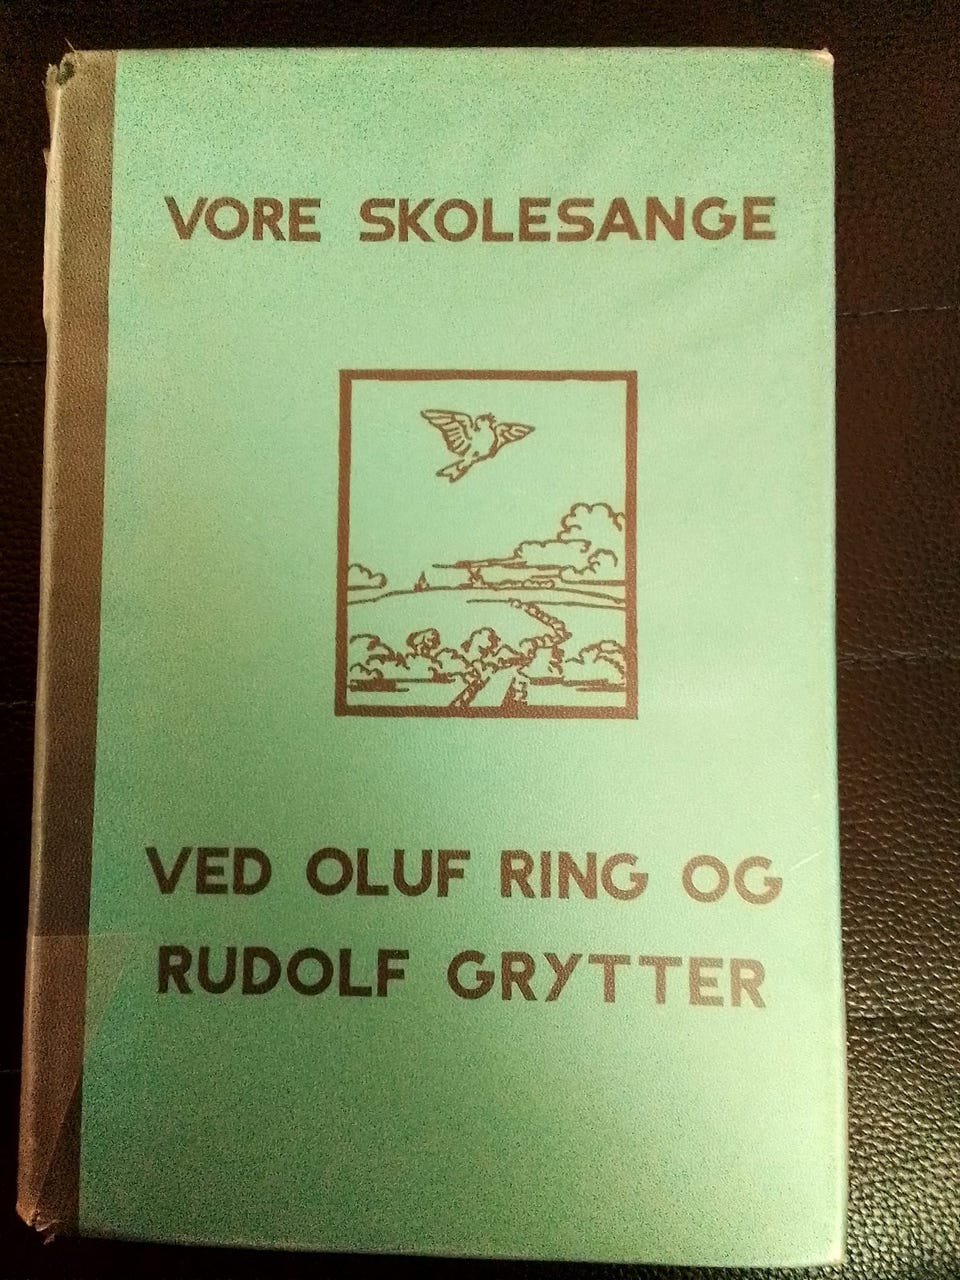 VORE SKOLESANGE
VED OLUF RING OG
RUDOLF GRYTTER